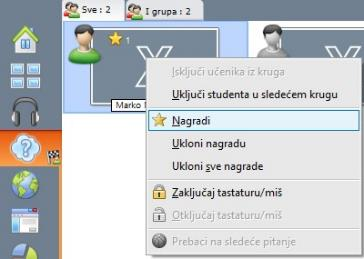 Sve : 2
I grupa : 2
1
Marko
Isključi učenika iz kruga
Uključi studenta u sledećem krugu
Nagradi
Ukloni nagradu
Ukloni sve nagrade
Zaključaj tastaturu/miš
Otključaj tastaturu/miš
Prebaci na sledeće pitanje